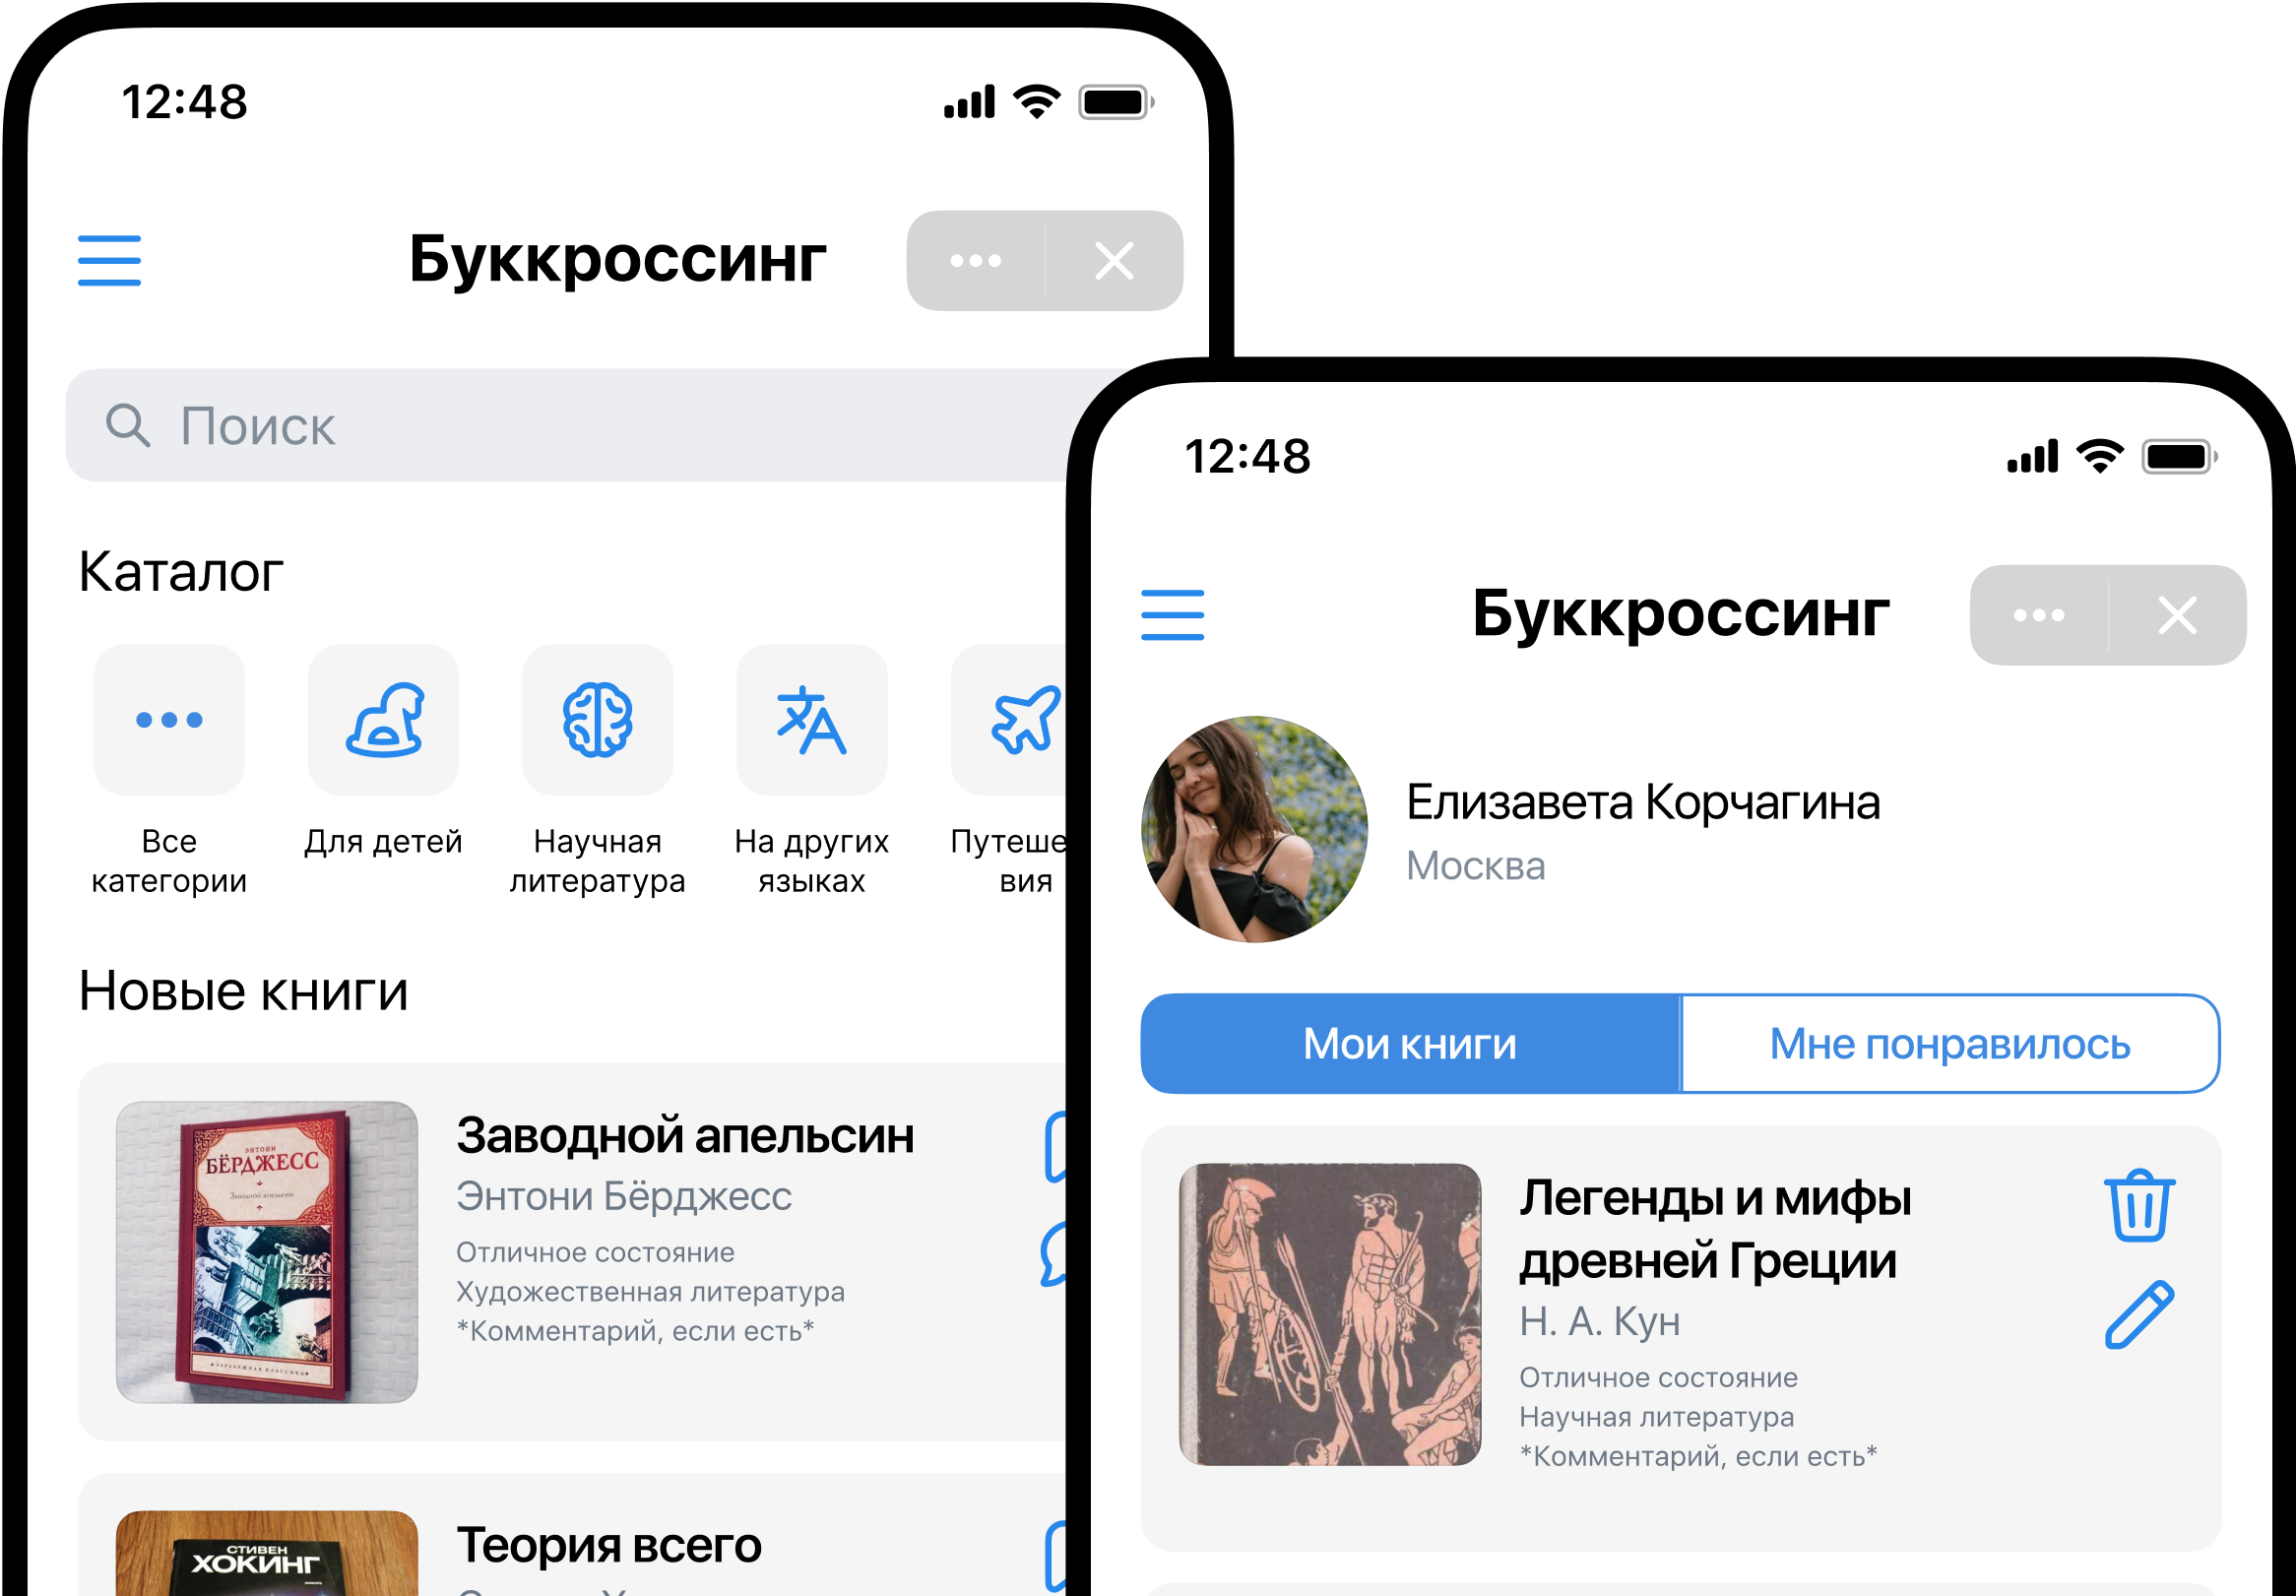 12:48
Буккроссинг
Поиск
Каталог
Все
категории
Для детей
Научная
литература
На других
языках
Путеше
вия
Новые книги
ЭНТОНИ
БЁРДЖЕСС
Заводной апельсин
ЗАРУБЕЖНАЯ КЛАССИКА
Заводной апельсин
Энтони Бёрджесс
Отличное состояние
Художественная литература
*Комментарий, если есть*
СТИВЕН
ХОКИНГ
Теория всего
12:48
Буккроссинг
Елизавета Корчагина
Москва
Мои книги
Мне понравилось
Легенды и мифы
древней Греции
Н. А. Кун
Отличное состояние
Научная литература
*Комментарий, если есть*